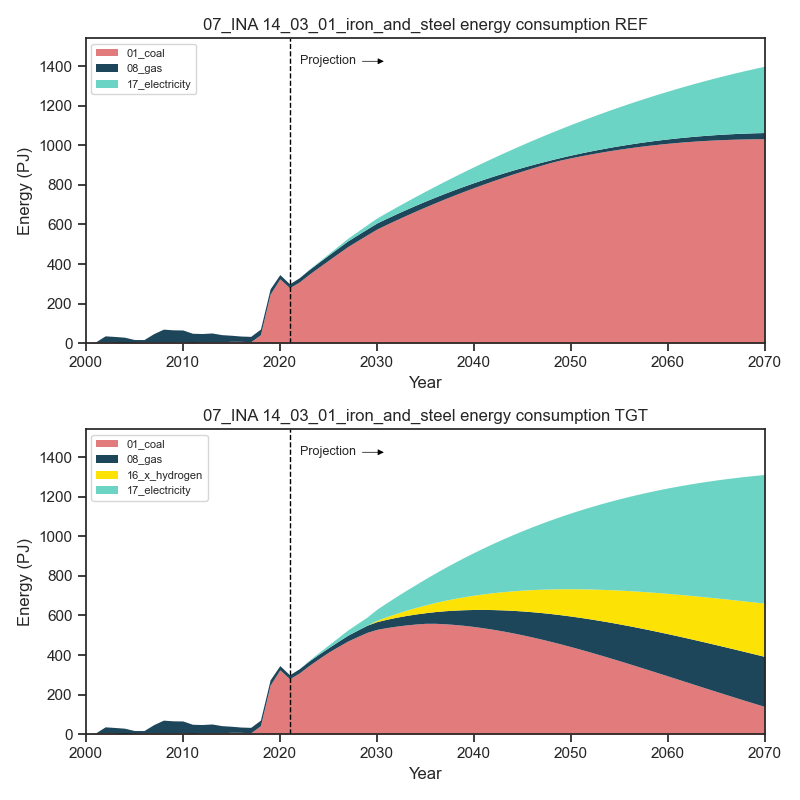 07_INA 14_03_01_iron_and_steel energy consumption REF
01_coal
08_gas
17_electricity
Projection
Energy (PJ)
1400
1200
1000
800
600
400
200
0
2000 2010 2020 2030 2040 2050 2060 2070
Year
07_INA 14_03_01_iron_and_steel energy consumption TGT
01_coal
08_gas
16_x_hydrogen
17_electricity
Projection
Energy (PJ)
1400
1200
1000
800
600
400
200
0
2000 2010 2020 2030 2040 2050 2060 2070
Year